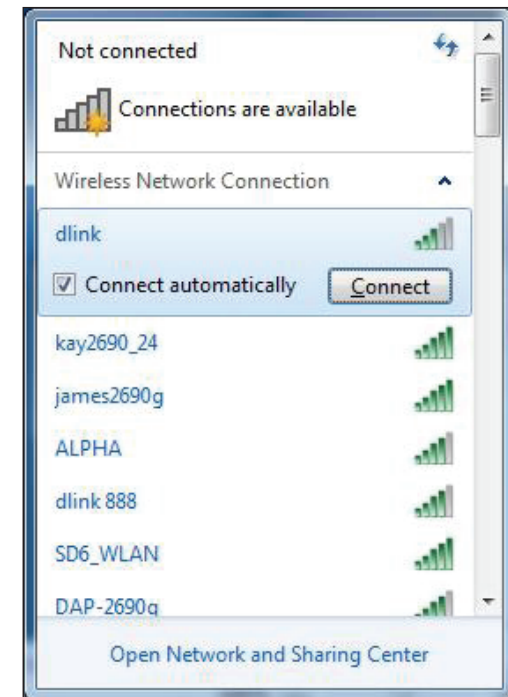 Not connected
Connections are available
Wireless Network Connection
dlink
Connect automatically Connect
kay2690_24
james2690g
ALPHA
dlink 888
SD6_WLAN
DAP-2690g
Open Network and Sharing Center